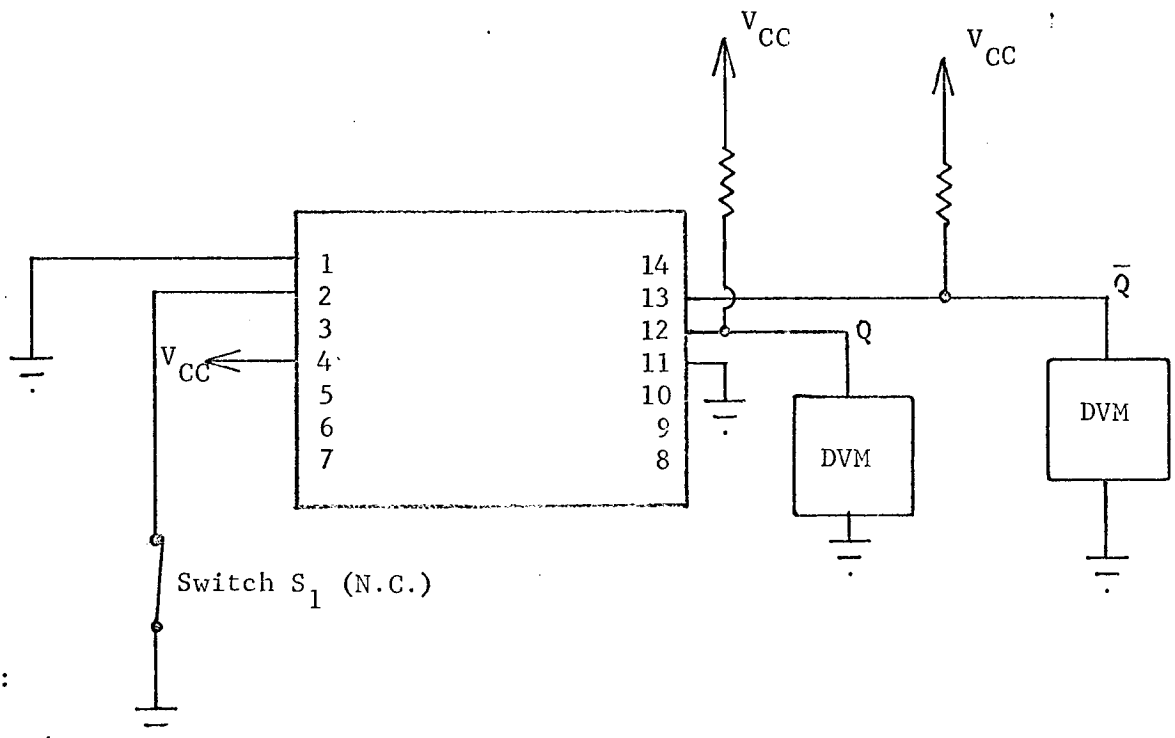 V_CC
V_CC
1 14
2 13 Q̅
3 12 Q
V_CC 4 11
5 10
6 9
7 8
DVM
DVM
Switch S_1 (N.C.)
: